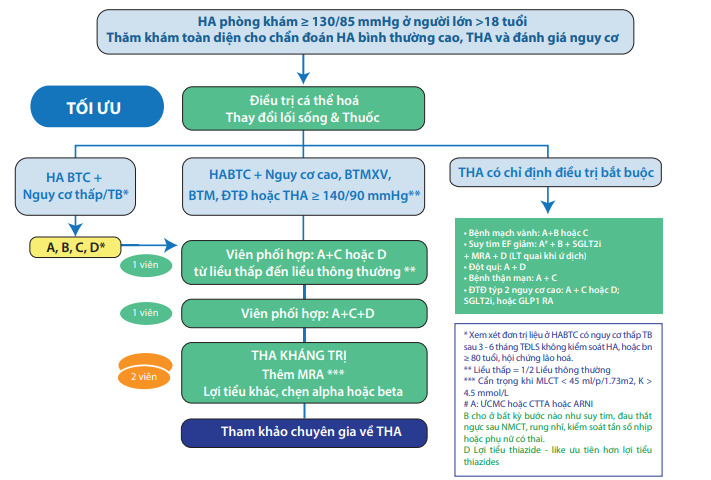 HA phòng khám ≥ 130/85 mmHg ở người lớn >18 tuổi
Thăm khám toàn diện cho chẩn đoán HA bình thường cao, THA và đánh giá nguy cơ
TỐI ƯU
Điều trị cá thể hoá
Thay đổi lối sống & Thuốc
HA BTC +
Nguy cơ thấp/TB*
HABTC + Nguy cơ cao, BTMXV,
BTM, ĐTĐ hoặc THA ≥ 140/90 mmHg**
THA có chỉ định điều trị bắt buộc
A, B, C, D*
1 viên
Viên phối hợp: A+C hoặc D
từ liều thấp đến liều thông thường **
1 viên
Viên phối hợp: A+C+D
2 viên
THA KHÁNG TRỊ
Thêm MRA ***
Lợi tiểu khác, chẹn alpha hoặc beta
Tham khảo chuyên gia về THA
• Bệnh mạch vành: A+B hoặc C
• Suy tim EF giảm: A# + B + SGLT2i
+ MRA + D (LT quai khi ứ dịch)
• Đột quị: A + D
• Bệnh thận mạn: A + C
• ĐTĐ týp 2 nguy cơ cao: A + C hoặc D;
SGLT2i, hoặc GLP1 RA
* Xem xét đơn trị liệu ở HABTC có nguy cơ thấp TB
sau 3 - 6 tháng TĐLS không kiểm soát HA, hoặc bn
≥ 80 tuổi, hội chứng lão hoá.
** Liều thấp = 1/2 Liều thông thường
*** Cẩn trọng khi MLCT < 45 ml/p/1.73m2, K >
4.5 mmol/L
# A: ƯCMC hoặc CTTA hoặc ARNI
B cho ở bất kỳ bước nào như suy tim, đau thắt
ngực sau NMCT, rung nhĩ, kiểm soát tần số nhịp
hoặc phụ nữ có thai.
D Lợi tiểu thiazide - like ưu tiên hơn lợi tiểu
thiazides